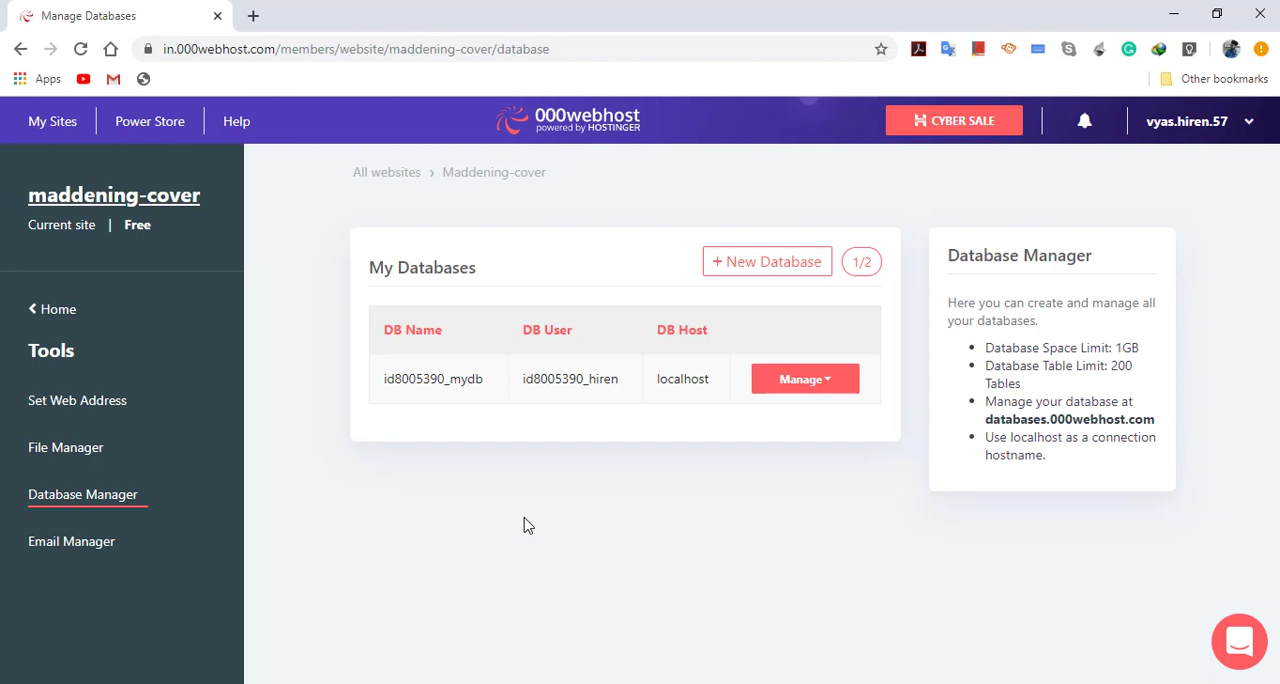 Manage Databases
in.000webhost.com/members/website/maddening-cover/database
Apps
Other bookmarks
My Sites
Power Store
Help
000webhost
powered by HOSTINGER
CYBER SALE
vyas.hiren.57
maddening-cover
Current site | Free
Home
Tools
Set Web Address
File Manager
Database Manager
Email Manager
All websites › Maddening-cover
My Databases
+ New Database
1/2
DB Name DB User DB Host
id8005390_mydb id8005390_hiren localhost Manage
Database Manager
Here you can create and manage all
your databases.
• Database Space Limit: 1GB
• Database Table Limit: 200
Tables
• Manage your database at
databases.000webhost.com
• Use localhost as a connection
hostname.